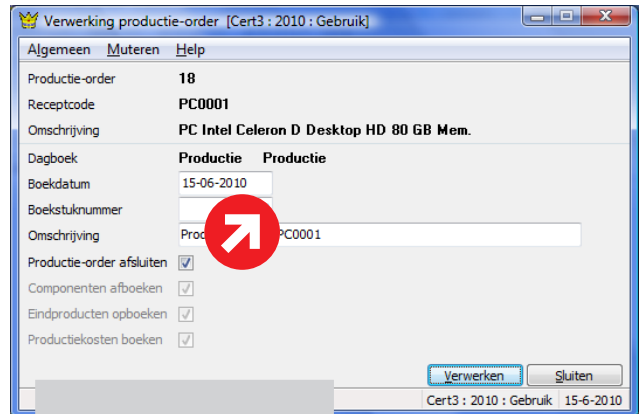 Verwerking productie-order [Cert3 : 2010 : Gebruik]
Algemeen Muteren Help
Productie-order 18
Receptcode PC0001
Omschrijving PC Intel Celeron D Desktop HD 80 GB Mem.
Dagboek Productie Productie
Boekdatum 15-06-2010
Boekstuknummer
Omschrijving PC0001
Productie-order afsluiten
Componenten afboeken
Eindproducten opboeken
Productiekosten boeken
Verwerken Sluiten
Cert3 : 2010 : Gebruik 15-6-2010